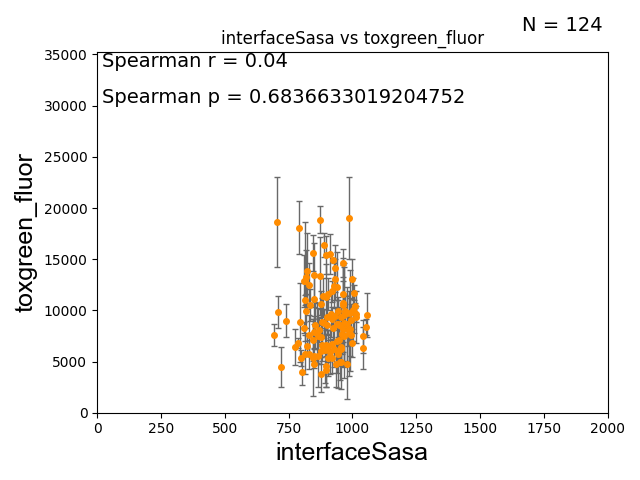 N = 124
interfaceSasa vs toxgreen_fluor
Spearman r = 0.04
Spearman p = 0.6836633019204752
35000
30000
25000
20000
15000
10000
5000
0
toxgreen_fluor
0 250 500 750 1000 1250 1500 1750 2000
interfaceSasa